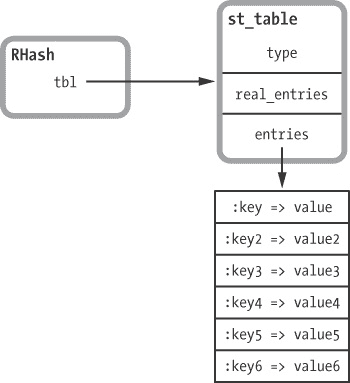 RHash
tbl
st_table
type
real_entries
entries
:key => value
:key2 => value2
:key3 => value3
:key4 => value4
:key5 => value5
:key6 => value6